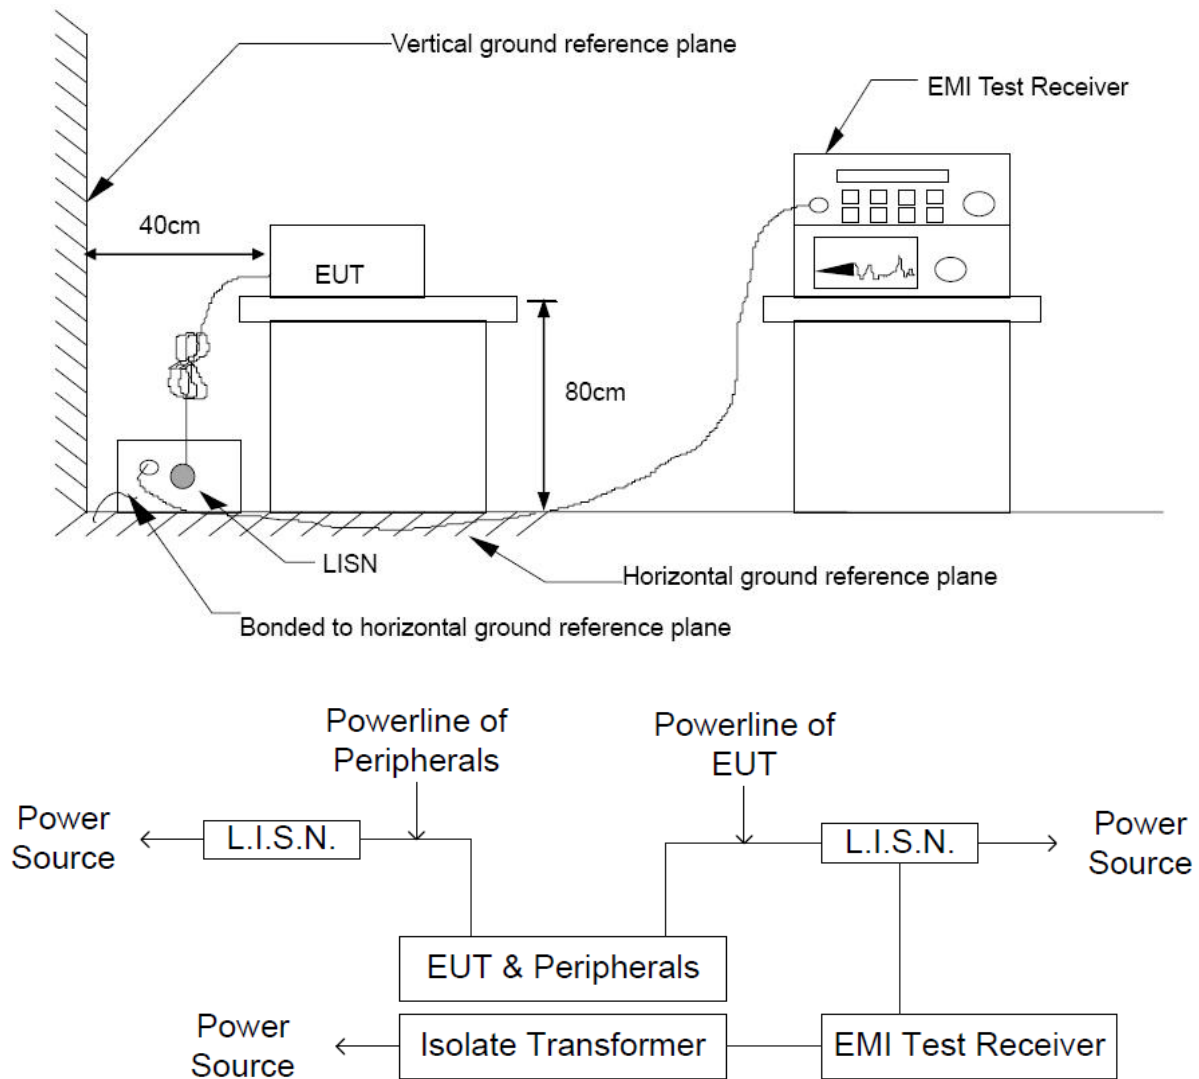 Vertical ground reference plane
EMI Test Receiver
40cm
EUT
80cm
LISN
Horizontal ground reference plane
Bonded to horizontal ground reference plane
Powerline of
Peripherals
Powerline of
EUT
Power
Source
L.I.S.N.
L.I.S.N.
Power
Source
EUT & Peripherals
Power
Source
Isolate Transformer
EMI Test Receiver